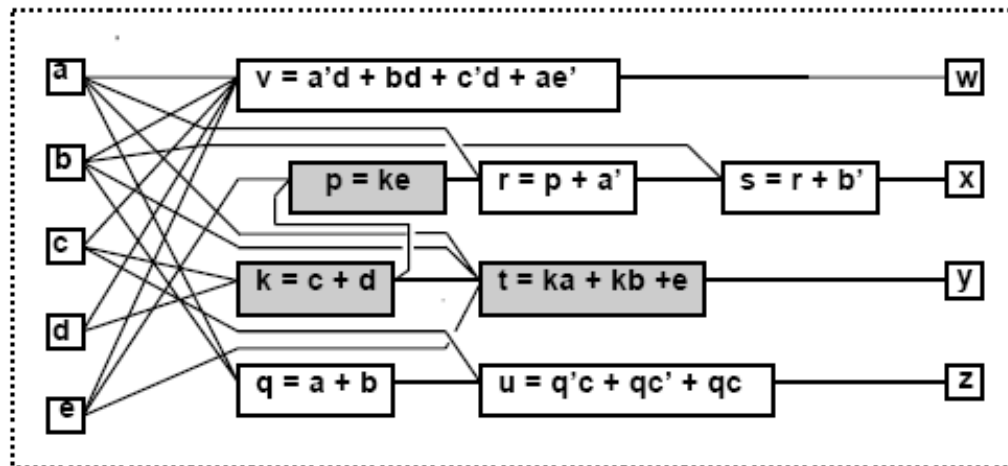 a
v = a'd + bd + c'd + ae'
w
b
p = ke
r = p + a'
s = r + b'
x
c
k = c + d
t = ka + kb +e
y
d
q = a + b
u = q'c + qc' + qc
z
e